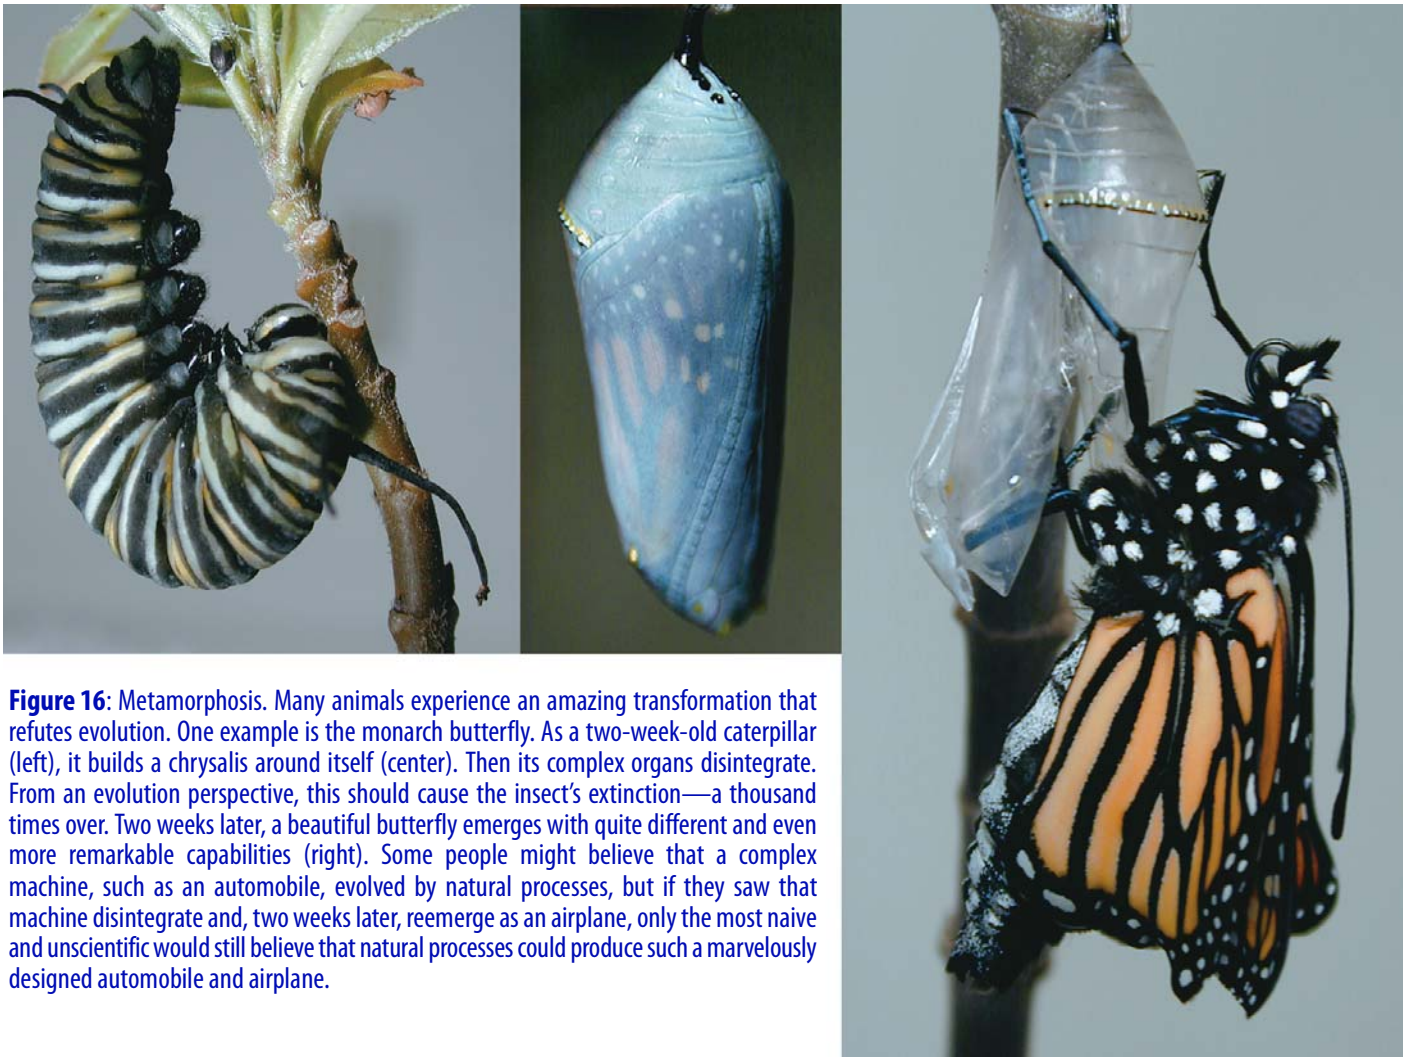 Figure 16: Metamorphosis. Many animals experience an amazing transformation that
refutes evolution. One example is the monarch butterfly. As a two-week-old caterpillar
(left), it builds a chrysalis around itself (center). Then its complex organs disintegrate.
From an evolution perspective, this should cause the insect's extinction—a thousand
times over. Two weeks later, a beautiful butterfly emerges with quite different and even
more remarkable capabilities (right). Some people might believe that a complex
machine, such as an automobile, evolved by natural processes, but if they saw that
machine disintegrate and, two weeks later, reemerge as an airplane, only the most naive
and unscientific would still believe that natural processes could produce such a marvelously
designed automobile and airplane.